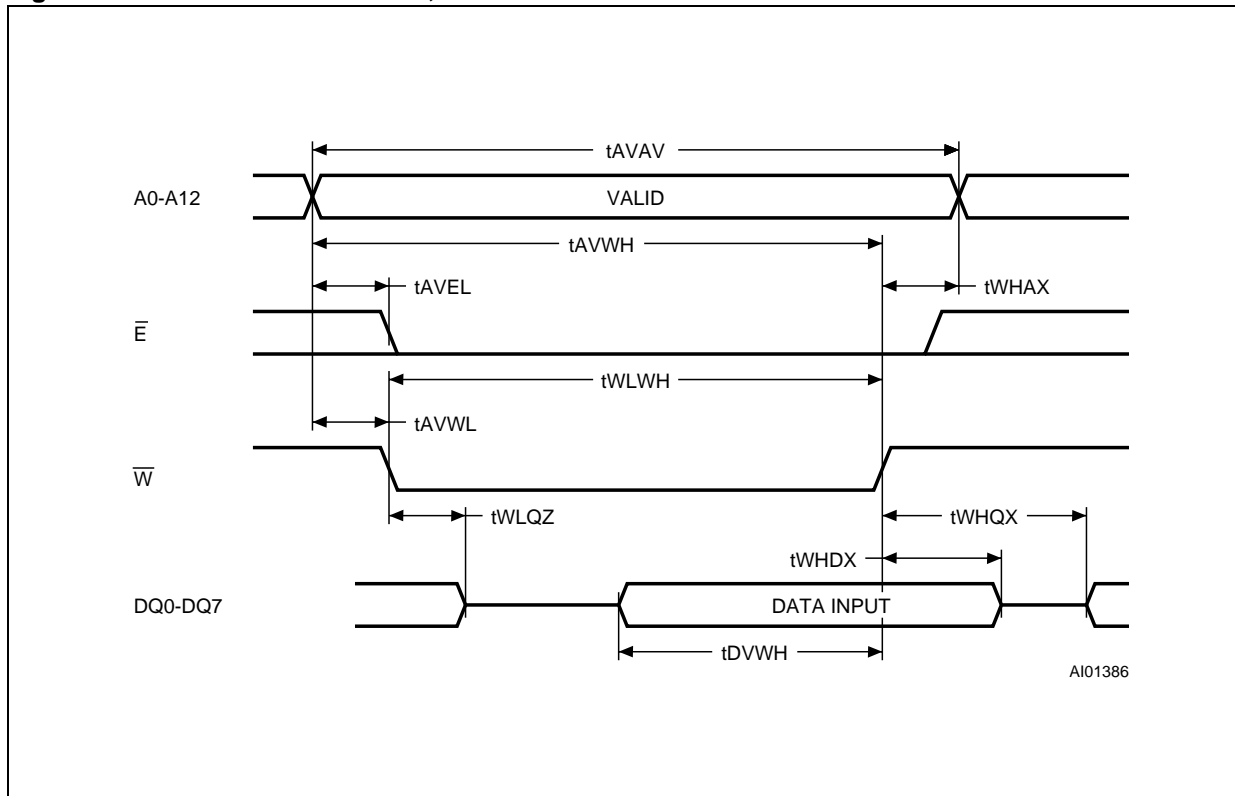 tAVAV
A0-A12
VALID
tAVWH
tAVEL
tWHAX
E̅
tWLWH
tAVWL
W̅
tWLQZ
tWHQX
tWHDX
DQ0-DQ7
DATA INPUT
tDVWH
AI01386